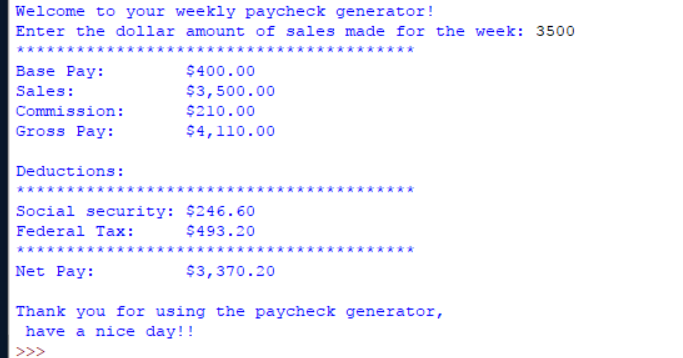 Welcome to your weekly paycheck generator!
Enter the dollar amount of sales made for the week: 3500
****************************************
Base Pay:        $400.00
Sales:           $3,500.00
Commission:      $210.00
Gross Pay:       $4,110.00

Deductions:
****************************************
Social security: $246.60
Federal Tax:     $493.20
****************************************
Net Pay:         $3,370.20

Thank you for using the paycheck generator,
 have a nice day!!
>>>